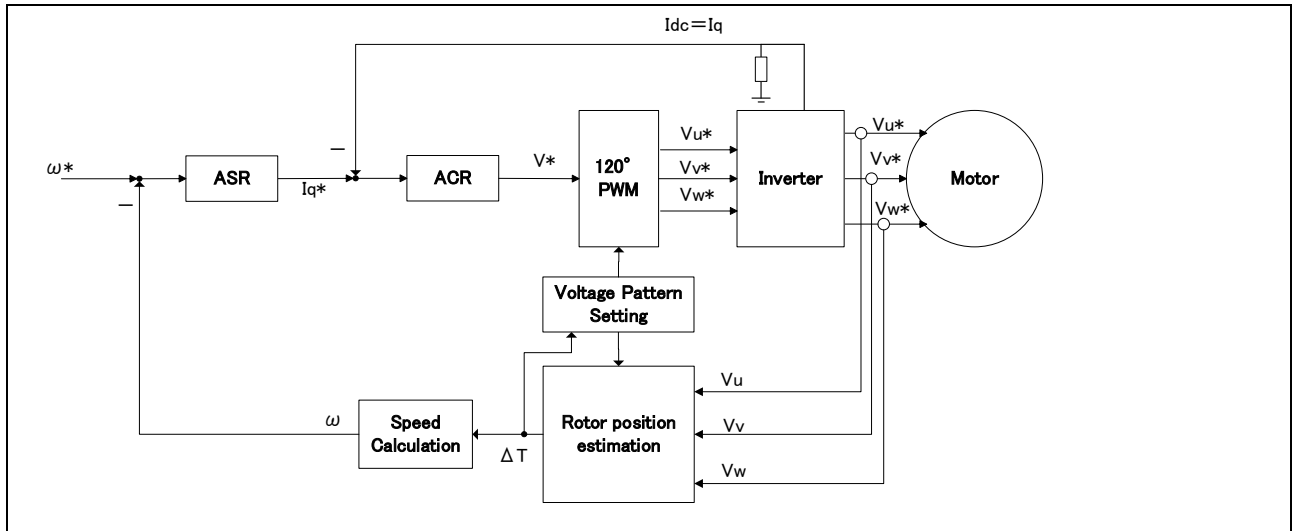 Idc=Iq
ω*
—
ASR
Iq*
—
ACR
V*
120°
PWM
Vu*
Vv*
Vw*
Inverter
Vu*
Vv*
Vw*
Motor
Voltage Pattern
Setting
ω
Speed
Calculation
ΔT
Rotor position
estimation
Vu
Vv
Vw